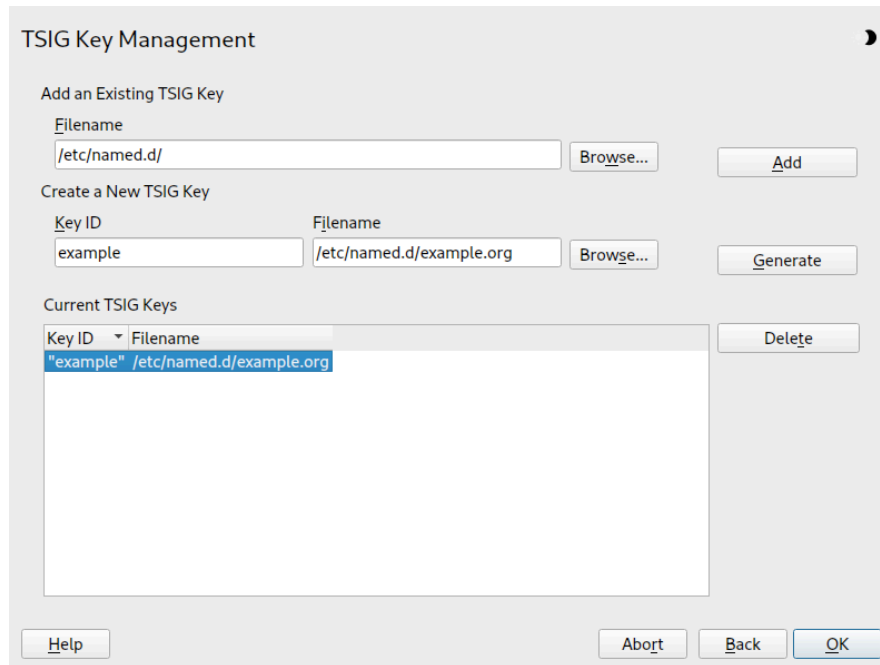 TSIG Key Management
Add an Existing TSIG Key
Filename
/etc/named.d/ Browse... Add
Create a New TSIG Key
Key ID Filename
example /etc/named.d/example.org Browse... Generate
Current TSIG Keys
Key ID Filename Delete
"example" /etc/named.d/example.org
Help Abort Back OK